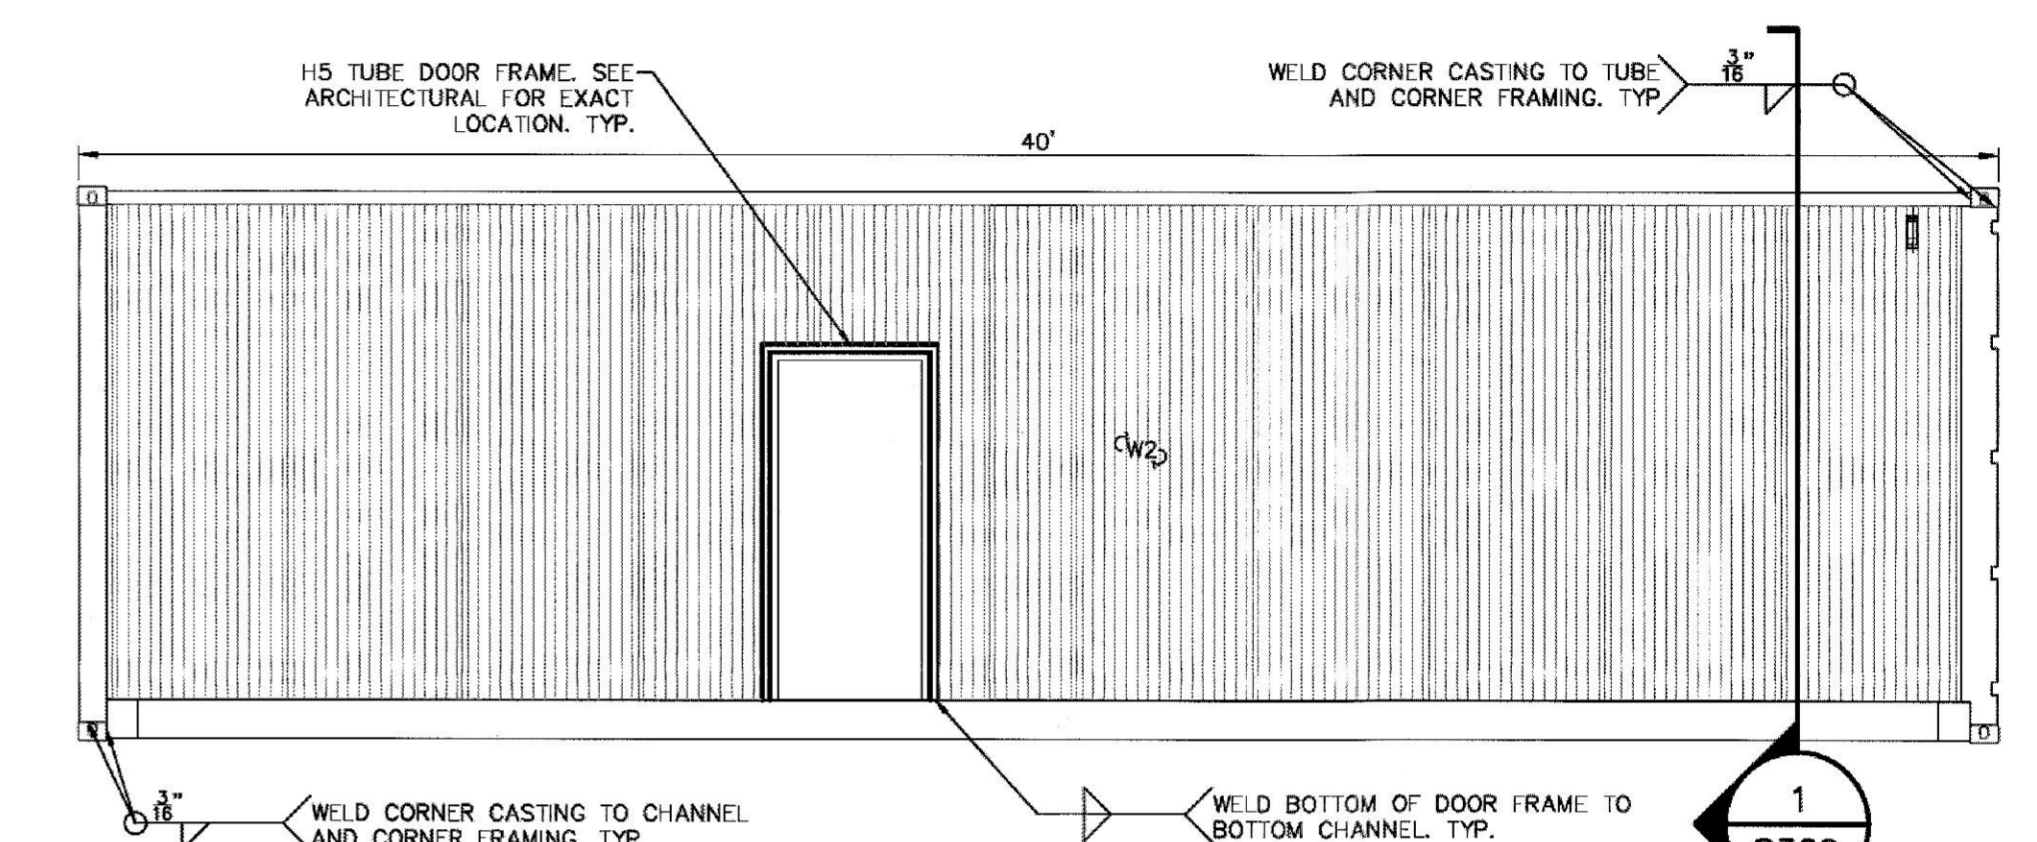 H5 TUBE DOOR FRAME. SEE
ARCHITECTURAL FOR EXACT
LOCATION. TYP.
WELD CORNER CASTING TO TUBE
AND CORNER FRAMING. TYP
3/16"
40'
W2
3/16"
WELD CORNER CASTING TO CHANNEL
AND CORNER FRAMING. TYP
WELD BOTTOM OF DOOR FRAME TO
BOTTOM CHANNEL. TYP.
1